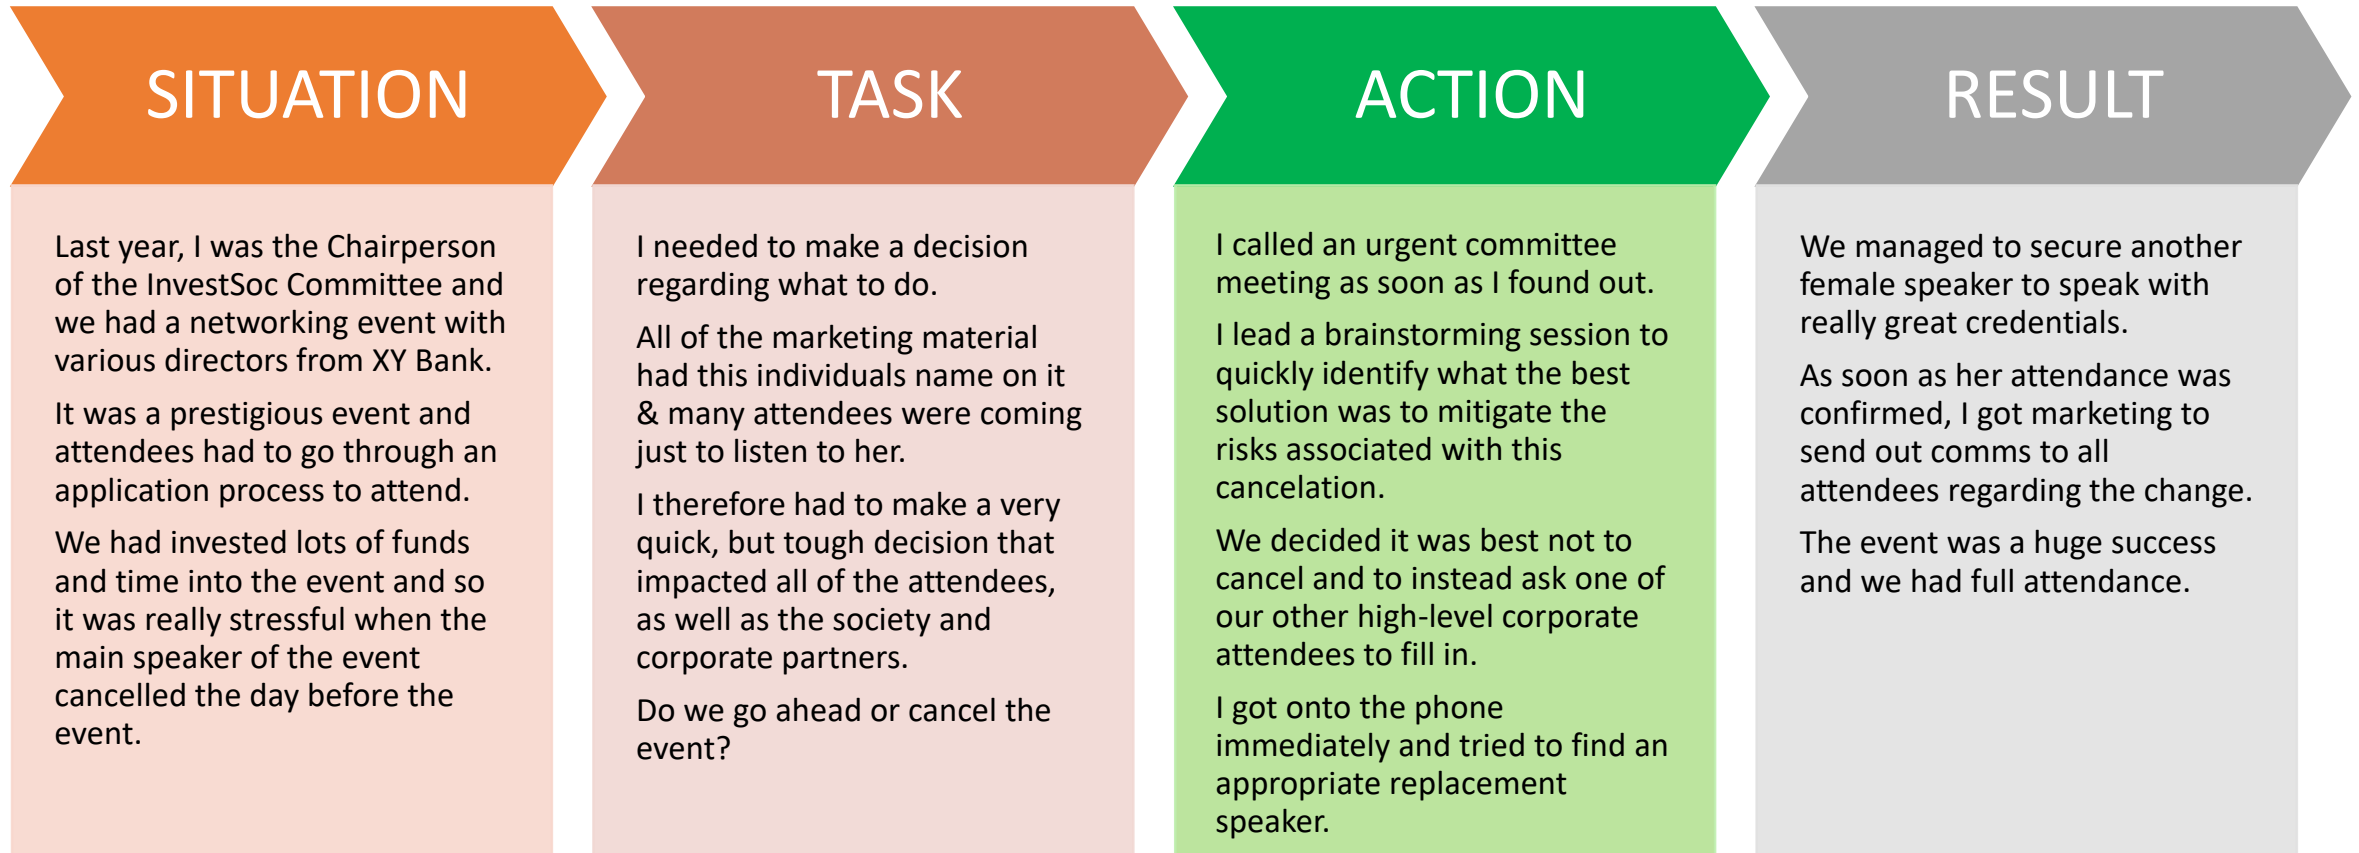 SITUATION
Last year, I was the Chairperson
of the InvestSoc Committee and
we had a networking event with
various directors from XY Bank.
It was a prestigious event and
attendees had to go through an
application process to attend.
We had invested lots of funds
and time into the event and so
it was really stressful when the
main speaker of the event
cancelled the day before the
event.
TASK
I needed to make a decision
regarding what to do.
All of the marketing material
had this individuals name on it
& many attendees were coming
just to listen to her.
I therefore had to make a very
quick, but tough decision that
impacted all of the attendees,
as well as the society and
corporate partners.
Do we go ahead or cancel the
event?
ACTION
I called an urgent committee
meeting as soon as I found out.
I lead a brainstorming session to
quickly identify what the best
solution was to mitigate the
risks associated with this
cancelation.
We decided it was best not to
cancel and to instead ask one of
our other high-level corporate
attendees to fill in.
I got onto the phone
immediately and tried to find an
appropriate replacement
speaker.
RESULT
We managed to secure another
female speaker to speak with
really great credentials.
As soon as her attendance was
confirmed, I got marketing to
send out comms to all
attendees regarding the change.
The event was a huge success
and we had full attendance.